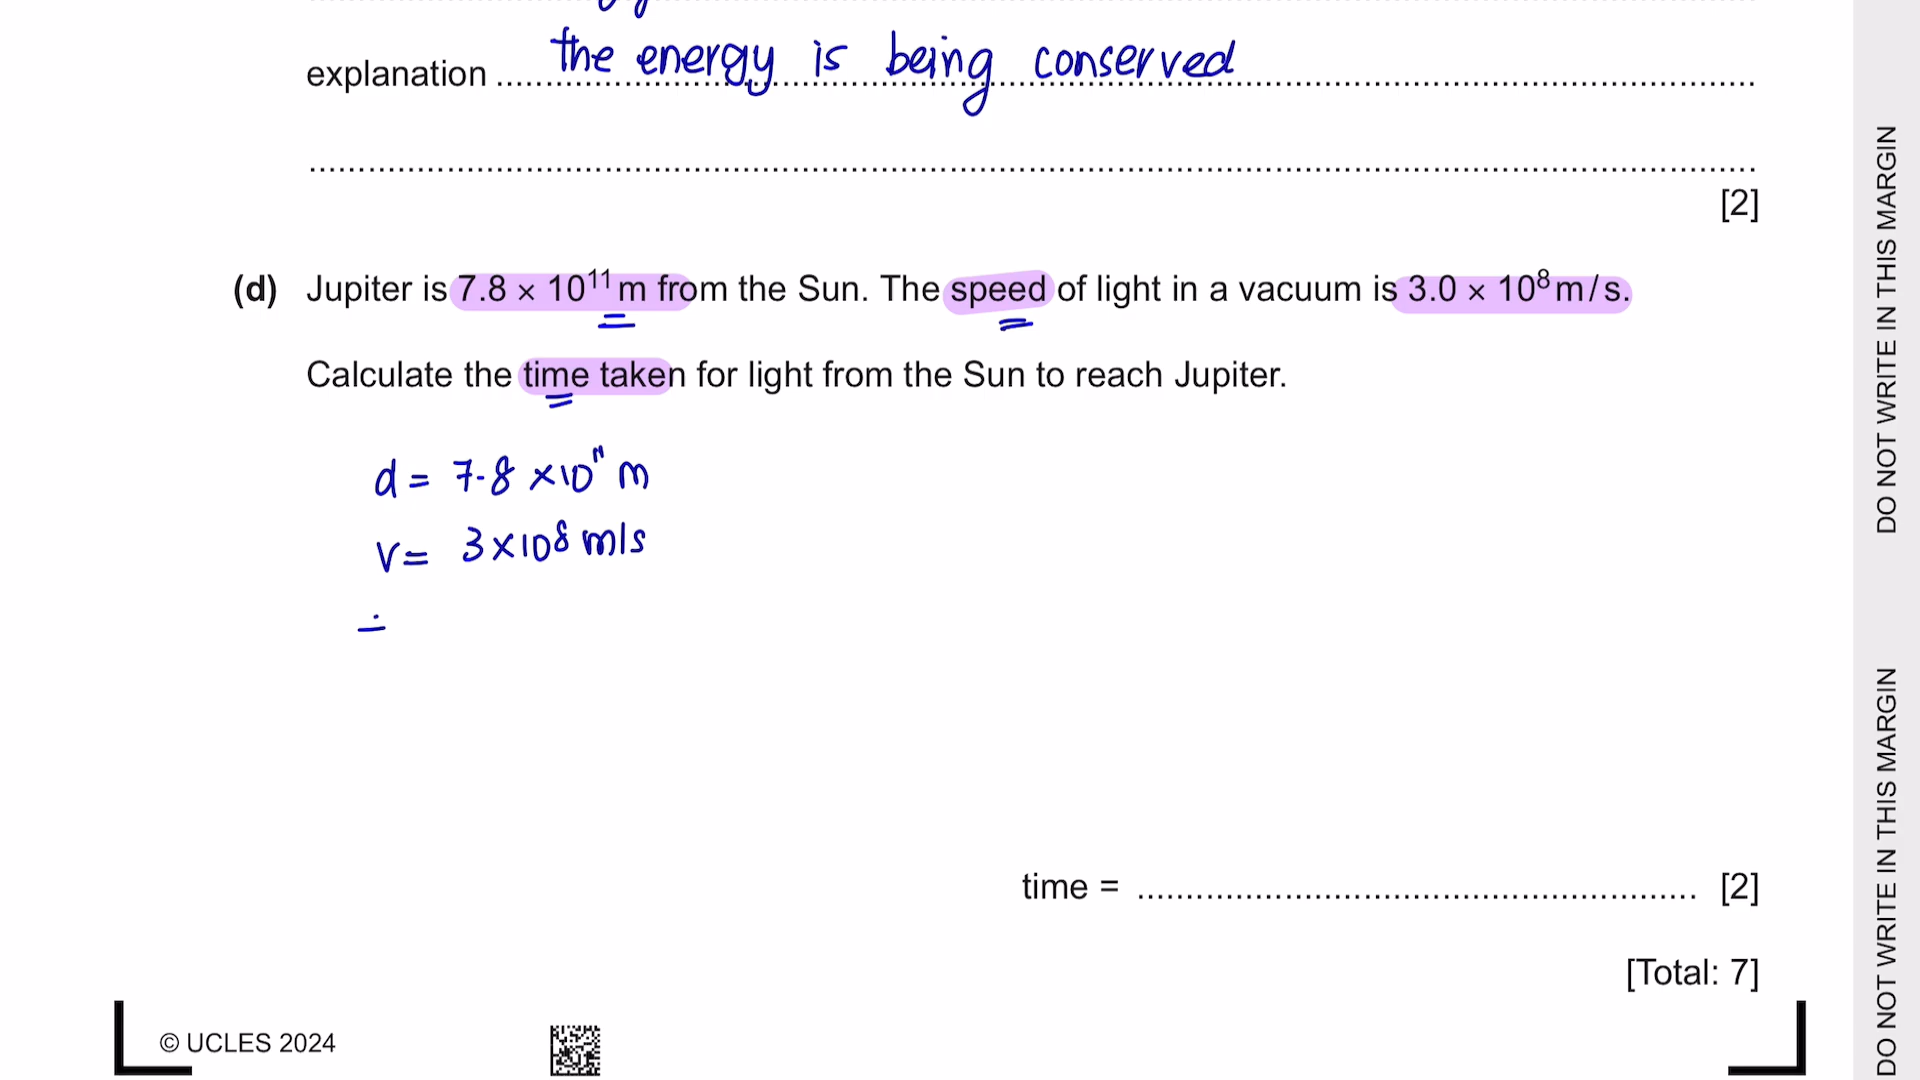 explanation the energy is being conserved
[2]
(d) Jupiter is 7.8 × 10¹¹ m from the Sun. The speed of light in a vacuum is 3.0 × 10⁸ m/s.
Calculate the time taken for light from the Sun to reach Jupiter.
d = 7.8 × 10¹¹ m
v = 3 × 10⁸ m/s
time = [2]
[Total: 7]
© UCLES 2024
DO NOT WRITE IN THIS MARGIN
DO NOT WRITE IN THIS MARGIN